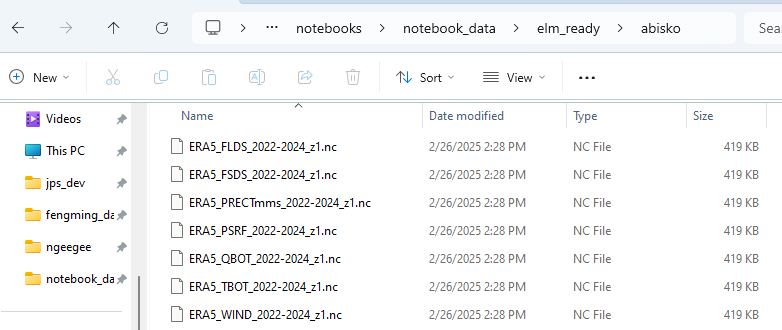 ... notebooks > notebook_data > elm_ready > abisko > Sea
New Sort View ...
Name Date modified Type Size
Videos
This PC
jps_dev
fengming_da
ngeegee
notebook_da
ERA5_FLDS_2022-2024_z1.nc 2/26/2025 2:28 PM NC File 419 KB
ERA5_FSDS_2022-2024_z1.nc 2/26/2025 2:28 PM NC File 419 KB
ERA5_PRECTmms_2022-2024_z1.nc 2/26/2025 2:28 PM NC File 419 KB
ERA5_PSRF_2022-2024_z1.nc 2/26/2025 2:28 PM NC File 419 KB
ERA5_QBOT_2022-2024_z1.nc 2/26/2025 2:28 PM NC File 419 KB
ERA5_TBOT_2022-2024_z1.nc 2/26/2025 2:28 PM NC File 419 KB
ERA5_WIND_2022-2024_z1.nc 2/26/2025 2:28 PM NC File 419 KB